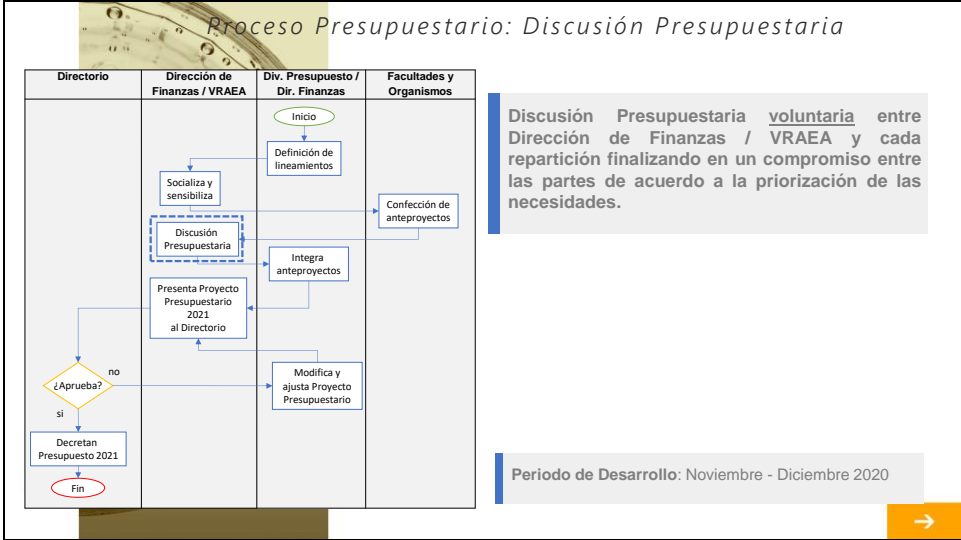 Proceso Presupuestario: Discusión Presupuestaria
Directorio
Dirección de
Finanzas / VRAEA
Div. Presupuesto /
Dir. Finanzas
Facultades y
Organismos
Inicio
Definición de
lineamientos
Socializa y
sensibiliza
Confección de
anteproyectos
Discusión
Presupuestaria
Integra
anteproyectos
Presenta Proyecto
Presupuestario
2021
al Directorio
¿Aprueba?
no
si
Modifica y
ajusta Proyecto
Presupuestario
Decretan
Presupuesto 2021
Fin
Discusión Presupuestaria voluntaria entre
Dirección de Finanzas / VRAEA y cada
repartición finalizando en un compromiso entre
las partes de acuerdo a la priorización de las
necesidades.
Periodo de Desarrollo: Noviembre - Diciembre 2020